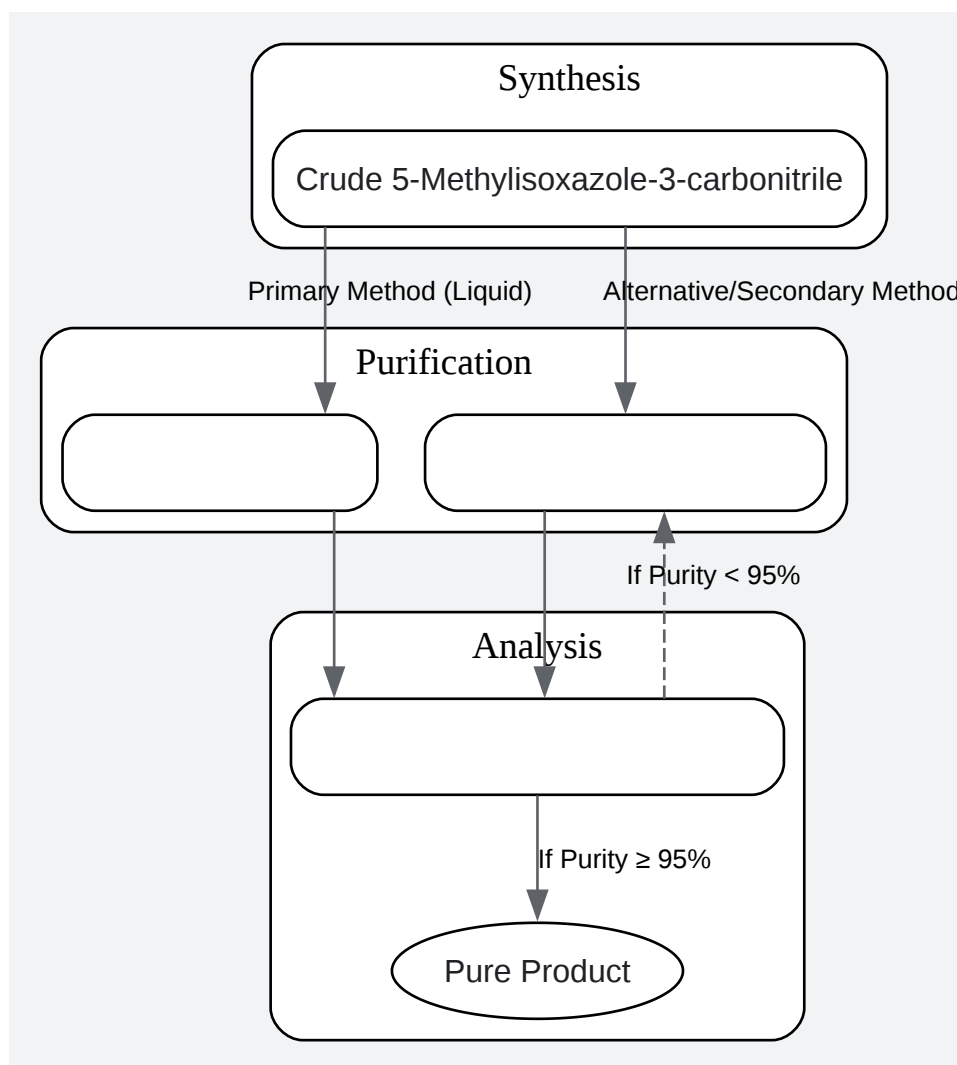 Synthesis
Crude 5-Methylisoxazole-3-carbonitrile
Primary Method (Liquid)
Alternative/Secondary Method
Purification
If Purity < 95%
Analysis
If Purity ≥ 95%
Pure Product